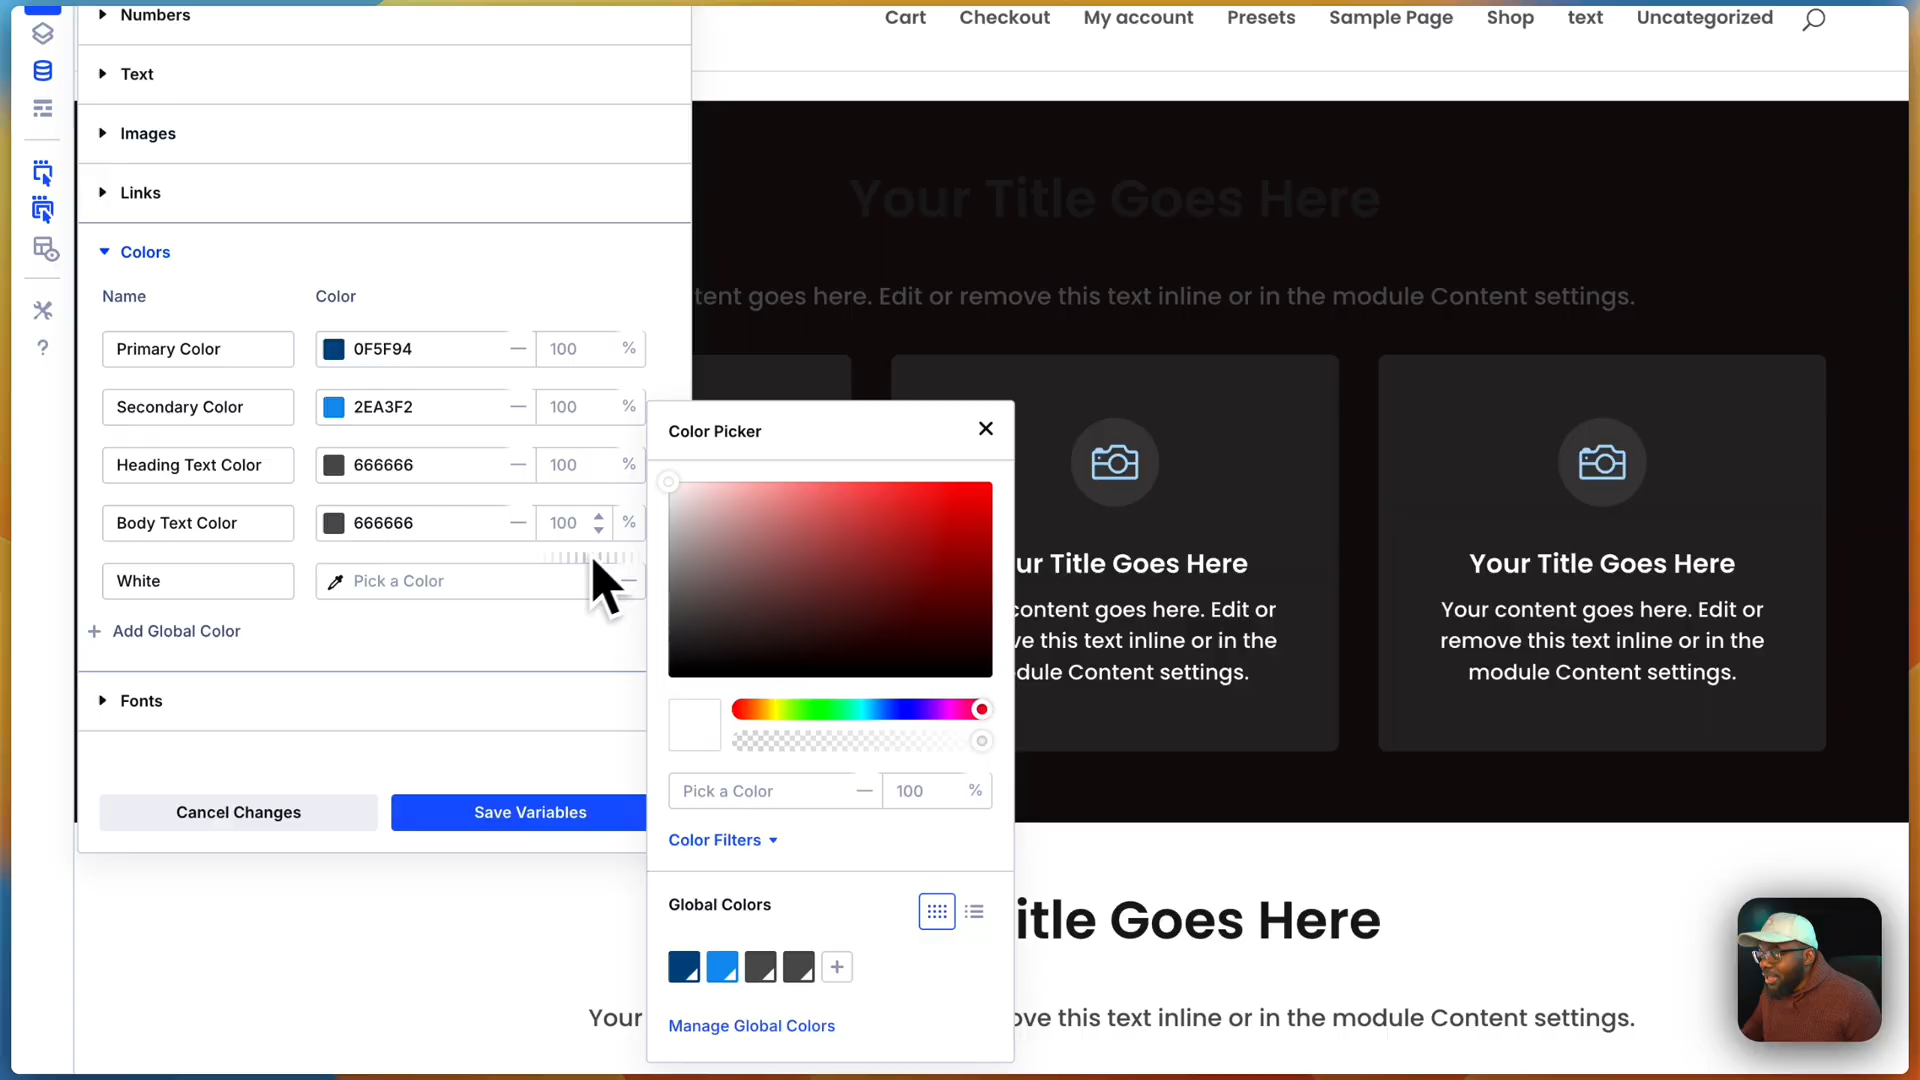 Numbers
Cart Checkout My account Presets Sample Page Shop text Uncategorized
Text
Images
Links
Colors
Name Color
Primary Color 0F5F94 100 %
Secondary Color 2EA3F2 100 %
Heading Text Color 666666 100 %
Body Text Color 666666 100 %
White Pick a Color
+ Add Global Color
Fonts
Cancel Changes Save Variables
Color Picker
Pick a Color 100 %
Color Filters
Global Colors
Manage Global Colors
Your Title Goes Here
tent goes here. Edit or remove this text inline or in the module Content settings.
ur Title Goes Here
content goes here. Edit or
ve this text inline or in the
dule Content settings.
Your Title Goes Here
Your content goes here. Edit or
remove this text inline or in the
module Content settings.
itle Goes Here
Your
ove this text inline or in the module Content settings.